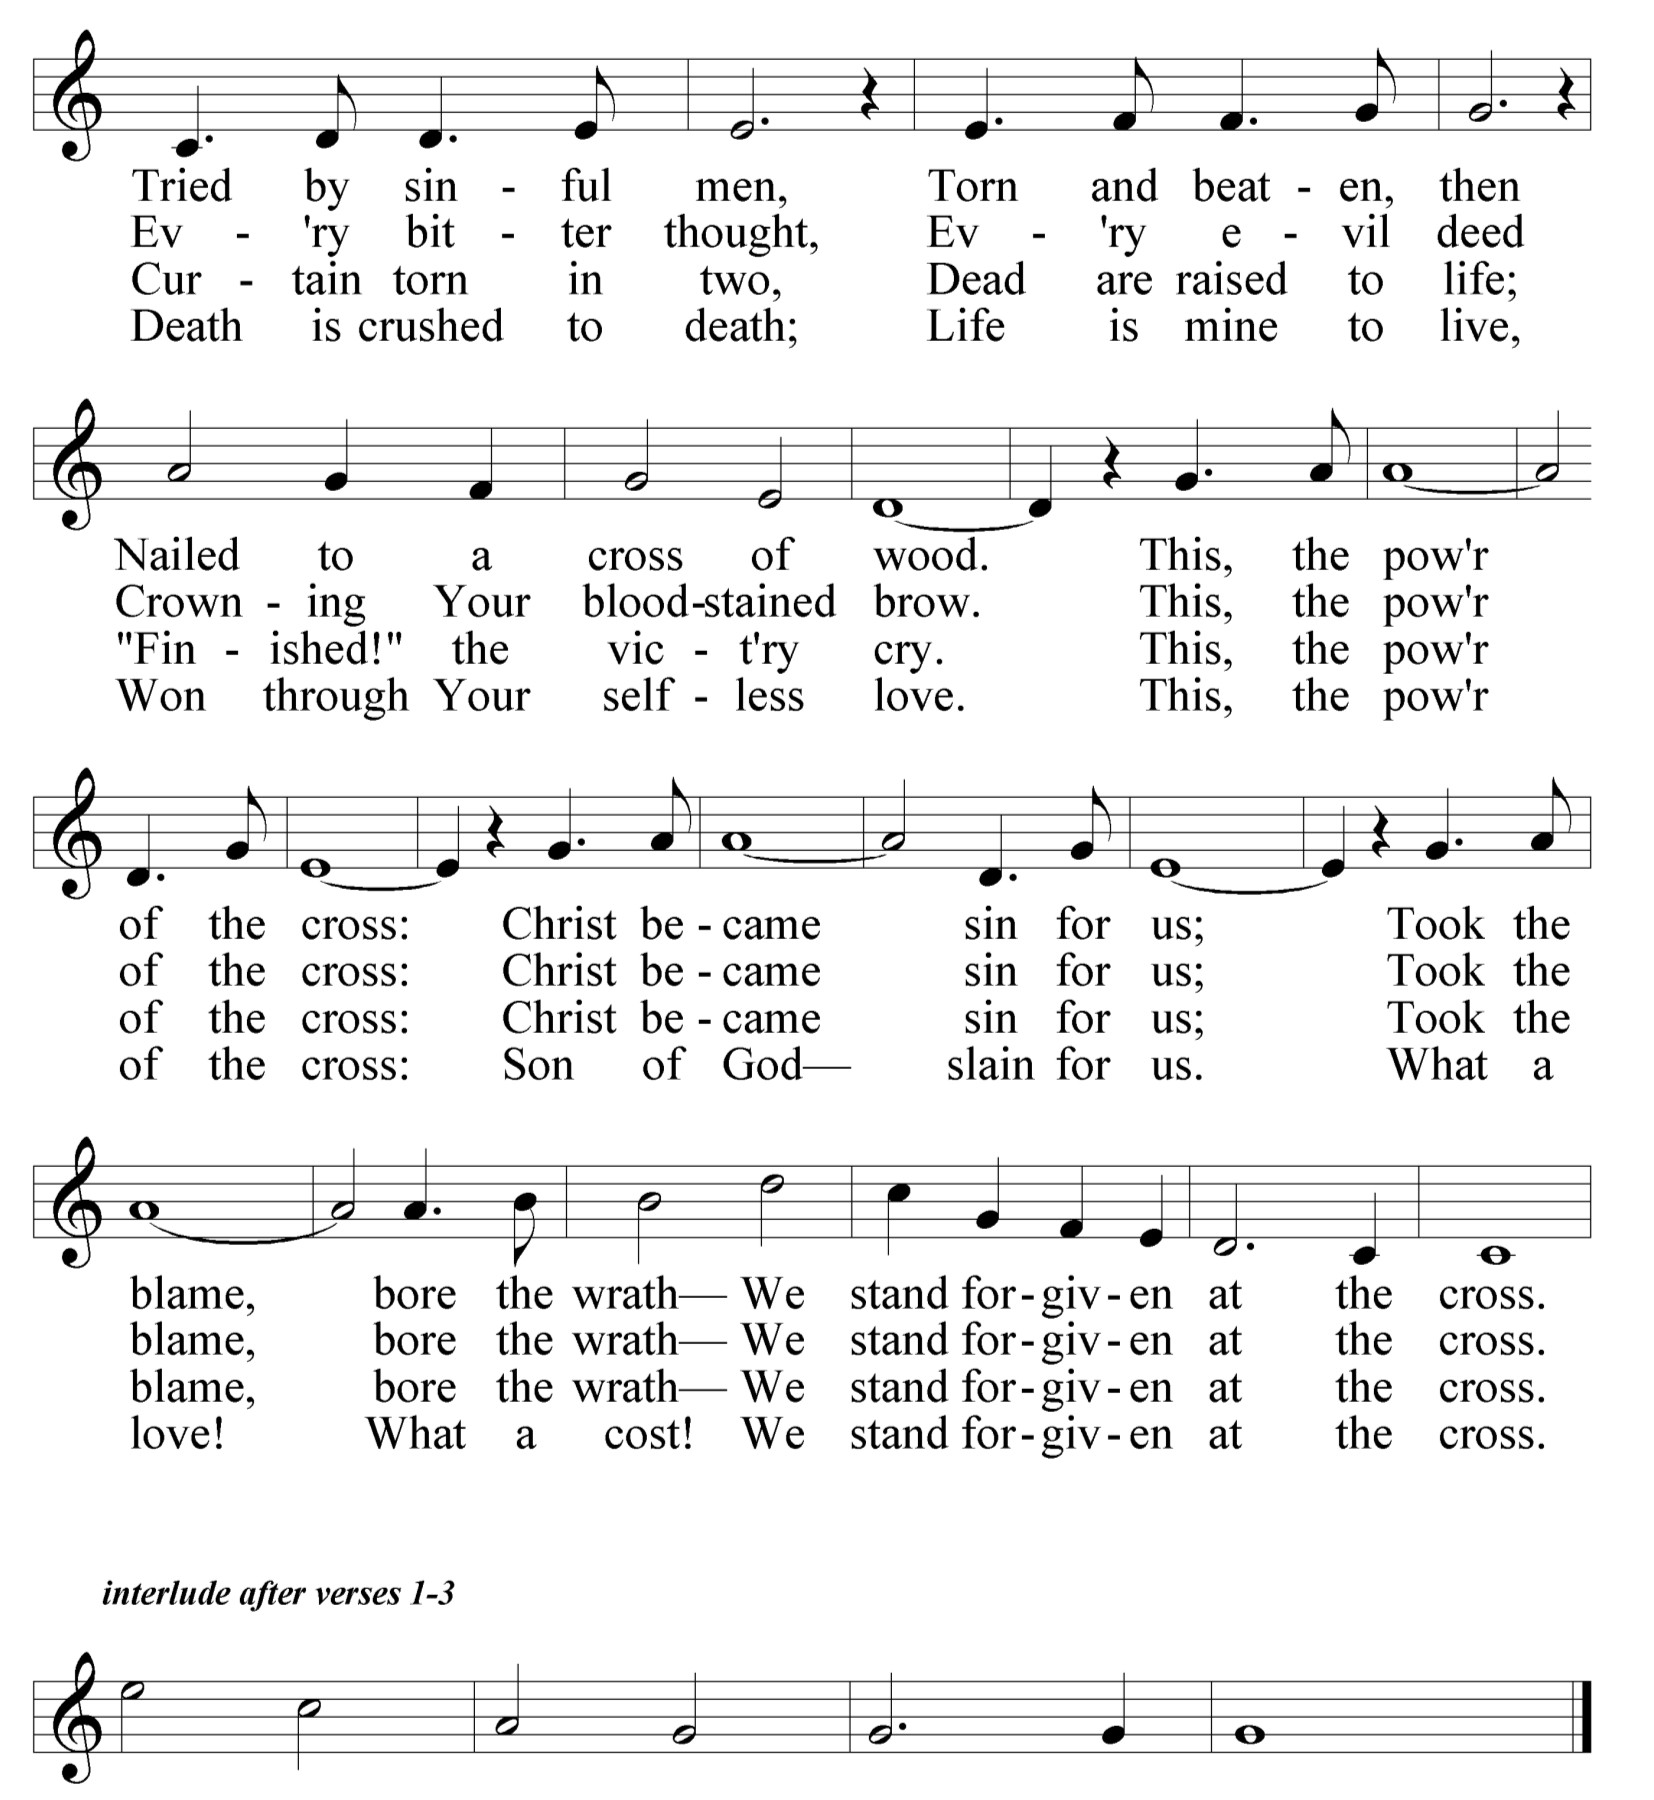 Tried by sin - ful men, Torn and beat - en, then
Ev - 'ry bit - ter thought, Ev - 'ry e - vil deed
Cur - tain torn in two, Dead are raised to life;
Death is crushed to death; Life is mine to live,
Nailed to a cross of wood. This, the pow'r
Crown - ing Your blood-stained brow. This, the pow'r
"Fin - ished!" the vic - t'ry cry. This, the pow'r
Won through Your self - less love. This, the pow'r
of the cross: Christ be - came sin for us; Took the
of the cross: Christ be - came sin for us; Took the
of the cross: Christ be - came sin for us; Took the
of the cross: Son of God— slain for us. What a
blame, bore the wrath— We stand for - giv - en at the cross.
blame, bore the wrath— We stand for - giv - en at the cross.
blame, bore the wrath— We stand for - giv - en at the cross.
love! What a cost! We stand for - giv - en at the cross.
interlude after verses 1-3